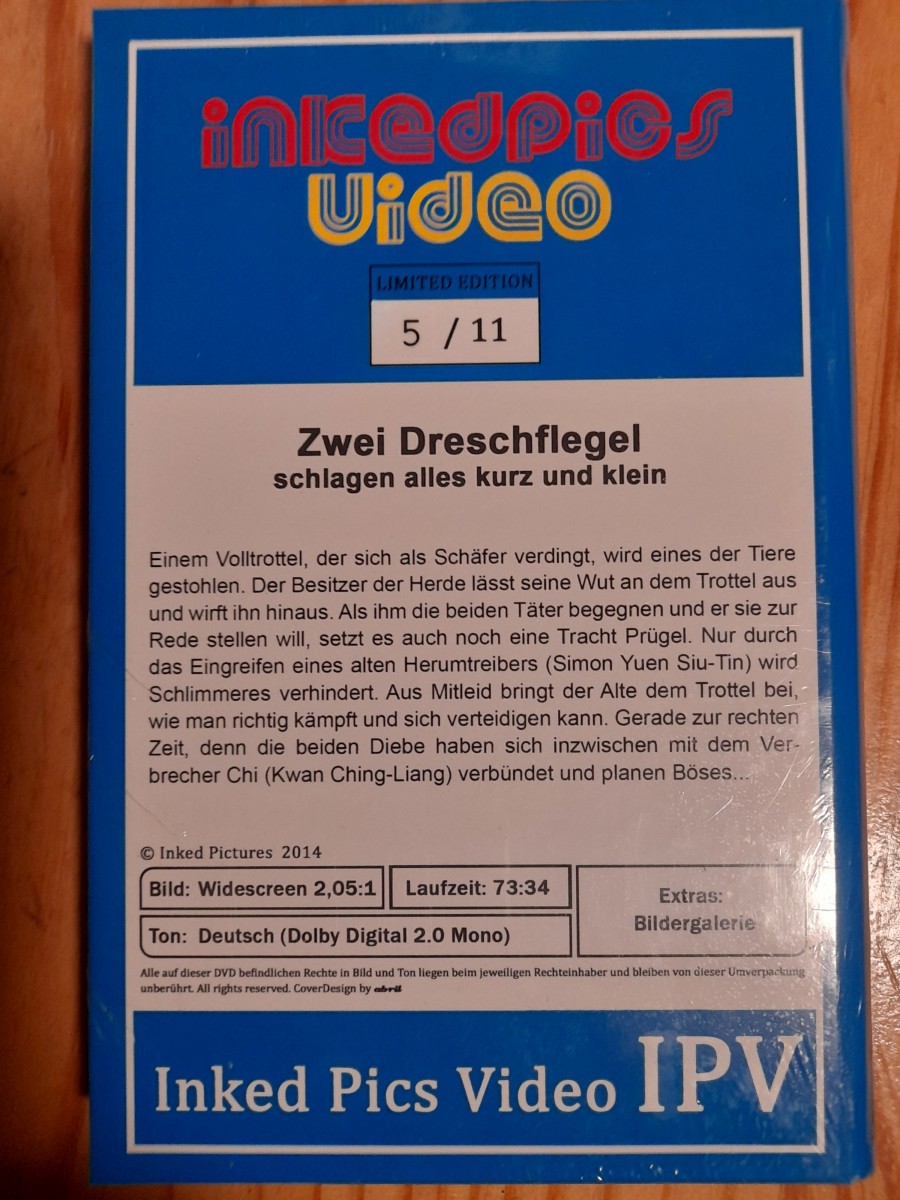 inkedpics
Video
LIMITED EDITION
5 / 11
Zwei Dreschflegel
schlagen alles kurz und klein
Einem Volltrottel, der sich als Schäfer verdingt, wird eines der Tiere
gestohlen. Der Besitzer der Herde lässt seine Wut an dem Trottel aus
und wirft ihn hinaus. Als ihm die beiden Täter begegnen und er sie zur
Rede stellen will, setzt es auch noch eine Tracht Prügel. Nur durch
das Eingreifen eines alten Herumtreibers (Simon Yuen Siu-Tin) wird
Schlimmeres verhindert. Aus Mitleid bringt der Alte dem Trottel bei,
wie man richtig kämpft und sich verteidigen kann. Gerade zur rechten
Zeit, denn die beiden Diebe haben sich inzwischen mit dem Ver-
brecher Chi (Kwan Ching-Liang) verbündet und planen Böses...
© Inked Pictures 2014
Bild: Widescreen 2,05:1
Laufzeit: 73:34
Ton: Deutsch (Dolby Digital 2.0 Mono)
Extras:
Bildergalerie
Alle auf dieser DVD befindlichen Rechte in Bild und Ton liegen beim jeweiligen Rechteinhaber und bleiben von dieser Umverpackung
unberührt. All rights reserved. CoverDesign by abril
Inked Pics Video IPV